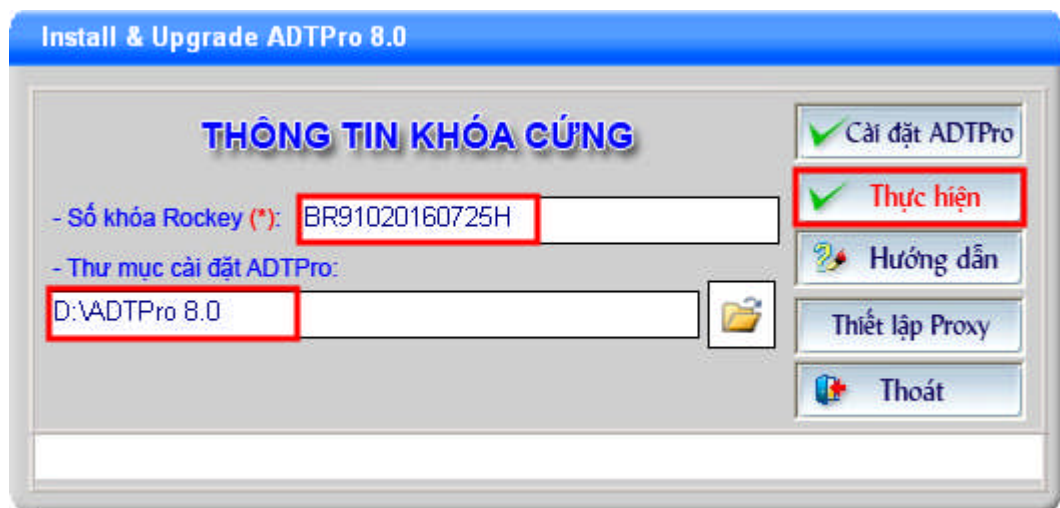 Install & Upgrade ADTPro 8.0
THÔNG TIN KHÓA CỨNG
- Số khóa Rockey (*): BR91020160725H
- Thư mục cài đặt ADTPro:
D:\ADTPro 8.0
Cài đặt ADTPro
Thực hiện
Hướng dẫn
Thiết lập Proxy
Thoát